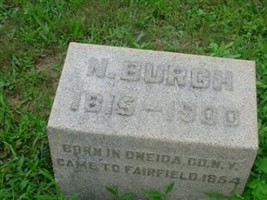 N. BURCH
1815 - 1900
BORN IN ONEIDA, CO. N.Y.
CAME TO FAIRFIELD 1854